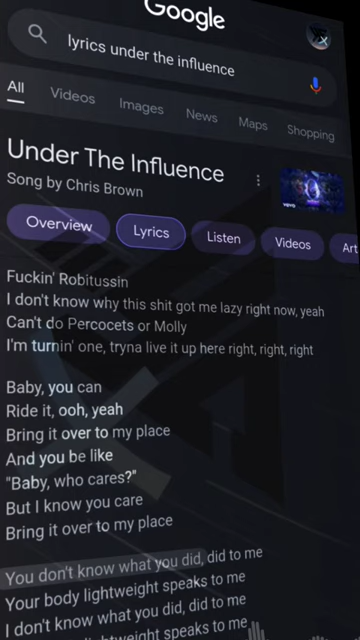 Google
lyrics under the influence
All Videos Images News Maps Shopping
Under The Influence
Song by Chris Brown
Overview Lyrics Listen Videos Art
Fuckin' Robitussin
I don't know why this shit got me lazy right now, yeah
Can't do Percocets or Molly
I'm turnin' one, tryna live it up here right, right, right
Baby, you can
Ride it, ooh, yeah
Bring it over to my place
And you be like
"Baby, who cares?"
But I know you care
Bring it over to my place
You don't know what you did, did to me
Your body lightweight speaks to me
I don't know what you did, did to me
lightweight speaks to me